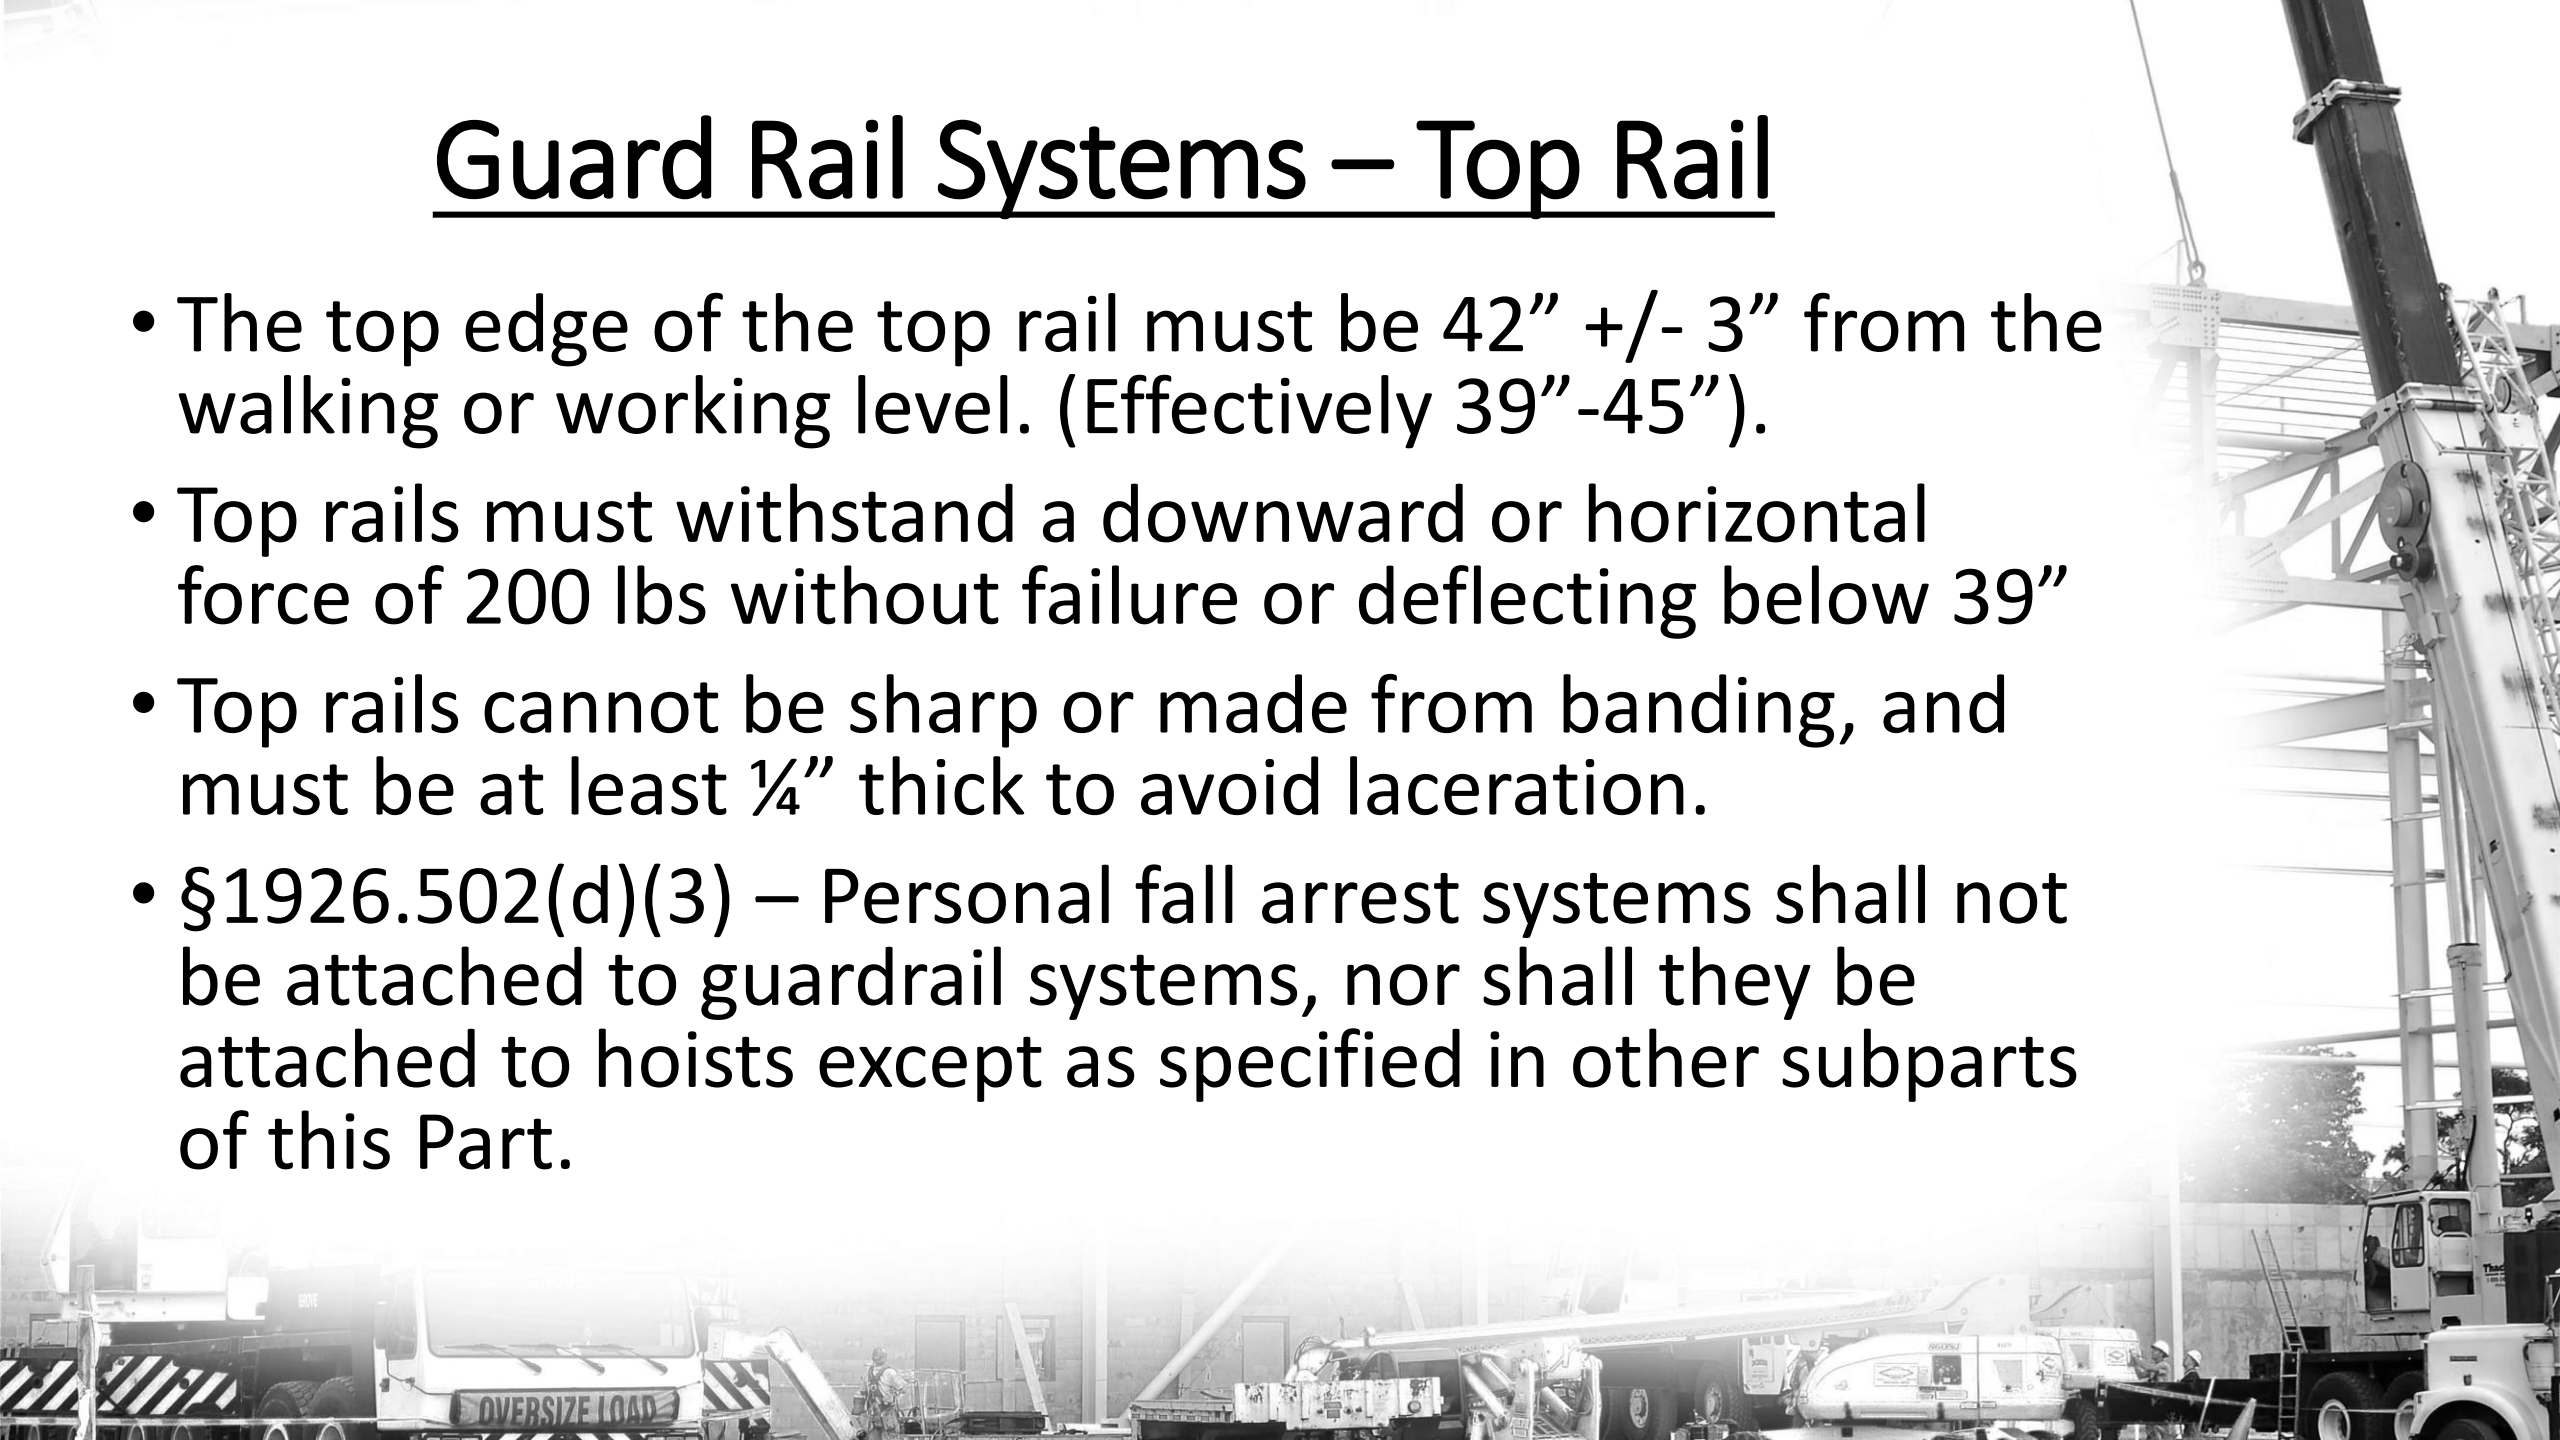 Guard Rail Systems – Top Rail
• The top edge of the top rail must be 42” +/- 3” from the
walking or working level. (Effectively 39”-45”).
• Top rails must withstand a downward or horizontal
force of 200 lbs without failure or deflecting below 39”
• Top rails cannot be sharp or made from banding, and
must be at least ¼” thick to avoid laceration.
• §1926.502(d)(3) – Personal fall arrest systems shall not
be attached to guardrail systems, nor shall they be
attached to hoists except as specified in other subparts
of this Part.
GROVE
OVERSIZE LOAD